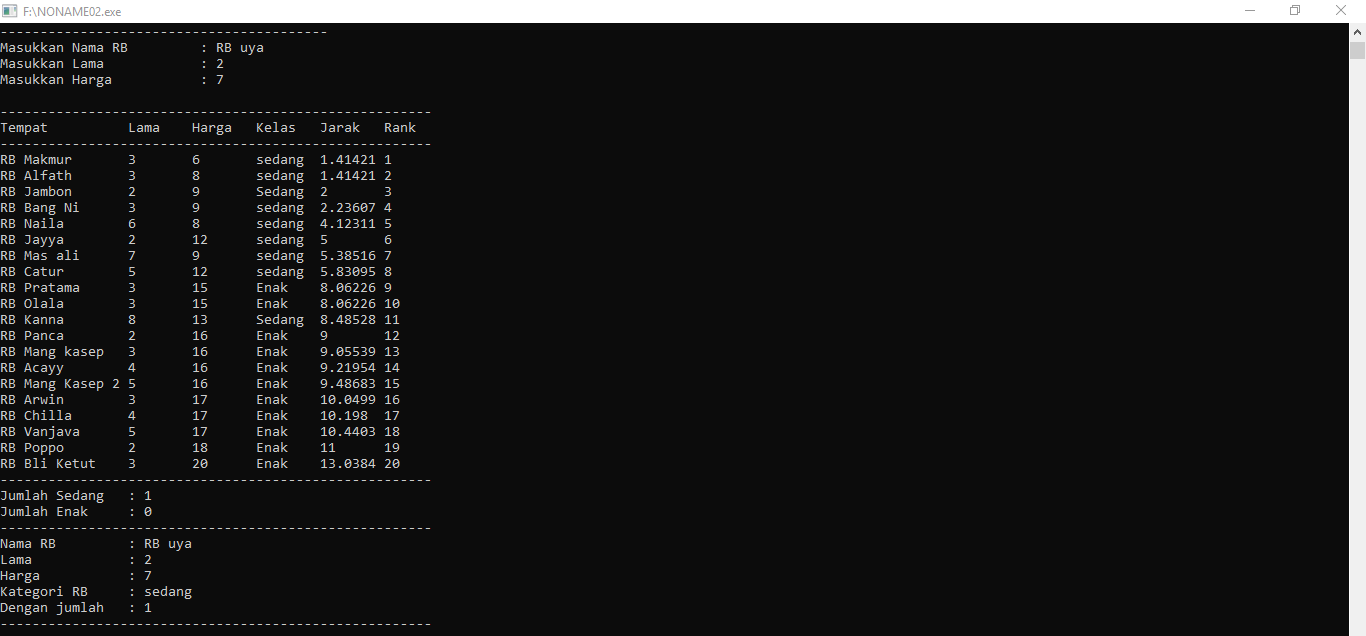 F:\NONAME02.exe
-----------------------------------------
Masukkan Nama RB         : RB uya
Masukkan Lama            : 2
Masukkan Harga           : 7
------------------------------------------------------
Tempat          Lama    Harga   Kelas   Jarak   Rank
------------------------------------------------------
RB Makmur       3       6       sedang  1.41421 1
RB Alfath       3       8       sedang  1.41421 2
RB Jambon       2       9       Sedang  2       3
RB Bang Ni      3       9       sedang  2.23607 4
RB Naila        6       8       sedang  4.12311 5
RB Jayya        2       12      sedang  5       6
RB Mas ali      7       9       sedang  5.38516 7
RB Catur        5       12      sedang  5.83095 8
RB Pratama      3       15      Enak    8.06226 9
RB Olala        3       15      Enak    8.06226 10
RB Kanna        8       13      Sedang  8.48528 11
RB Panca        2       16      Enak    9       12
RB Mang kasep   3       16      Enak    9.05539 13
RB Acayy        4       16      Enak    9.21954 14
RB Mang Kasep 2 5       16      Enak    9.48683 15
RB Arwin        3       17      Enak    10.0499 16
RB Chilla       4       17      Enak    10.198  17
RB Vanjava      5       17      Enak    10.4403 18
RB Poppo        2       18      Enak    11      19
RB Bli Ketut    3       20      Enak    13.0384 20
------------------------------------------------------
Jumlah Sedang   : 1
Jumlah Enak     : 0
------------------------------------------------------
Nama RB         : RB uya
Lama            : 2
Harga           : 7
Kategori RB     : sedang
Dengan jumlah   : 1
------------------------------------------------------